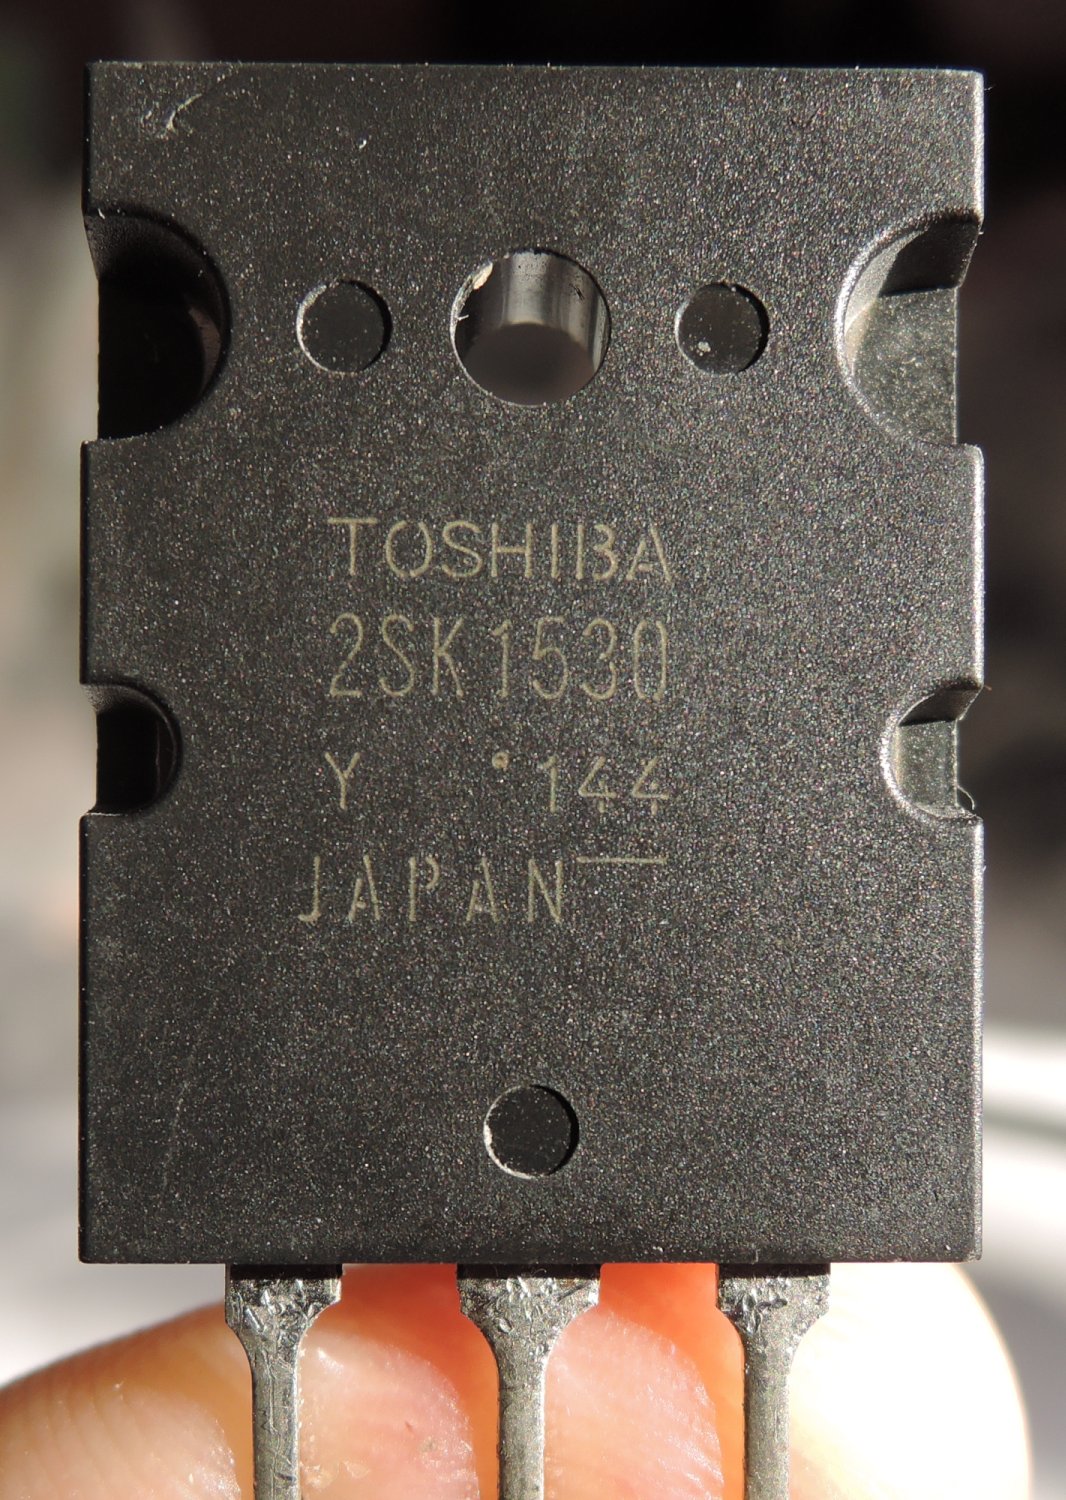 TOSHIBA
2SK1530
Y •144
JAPAN